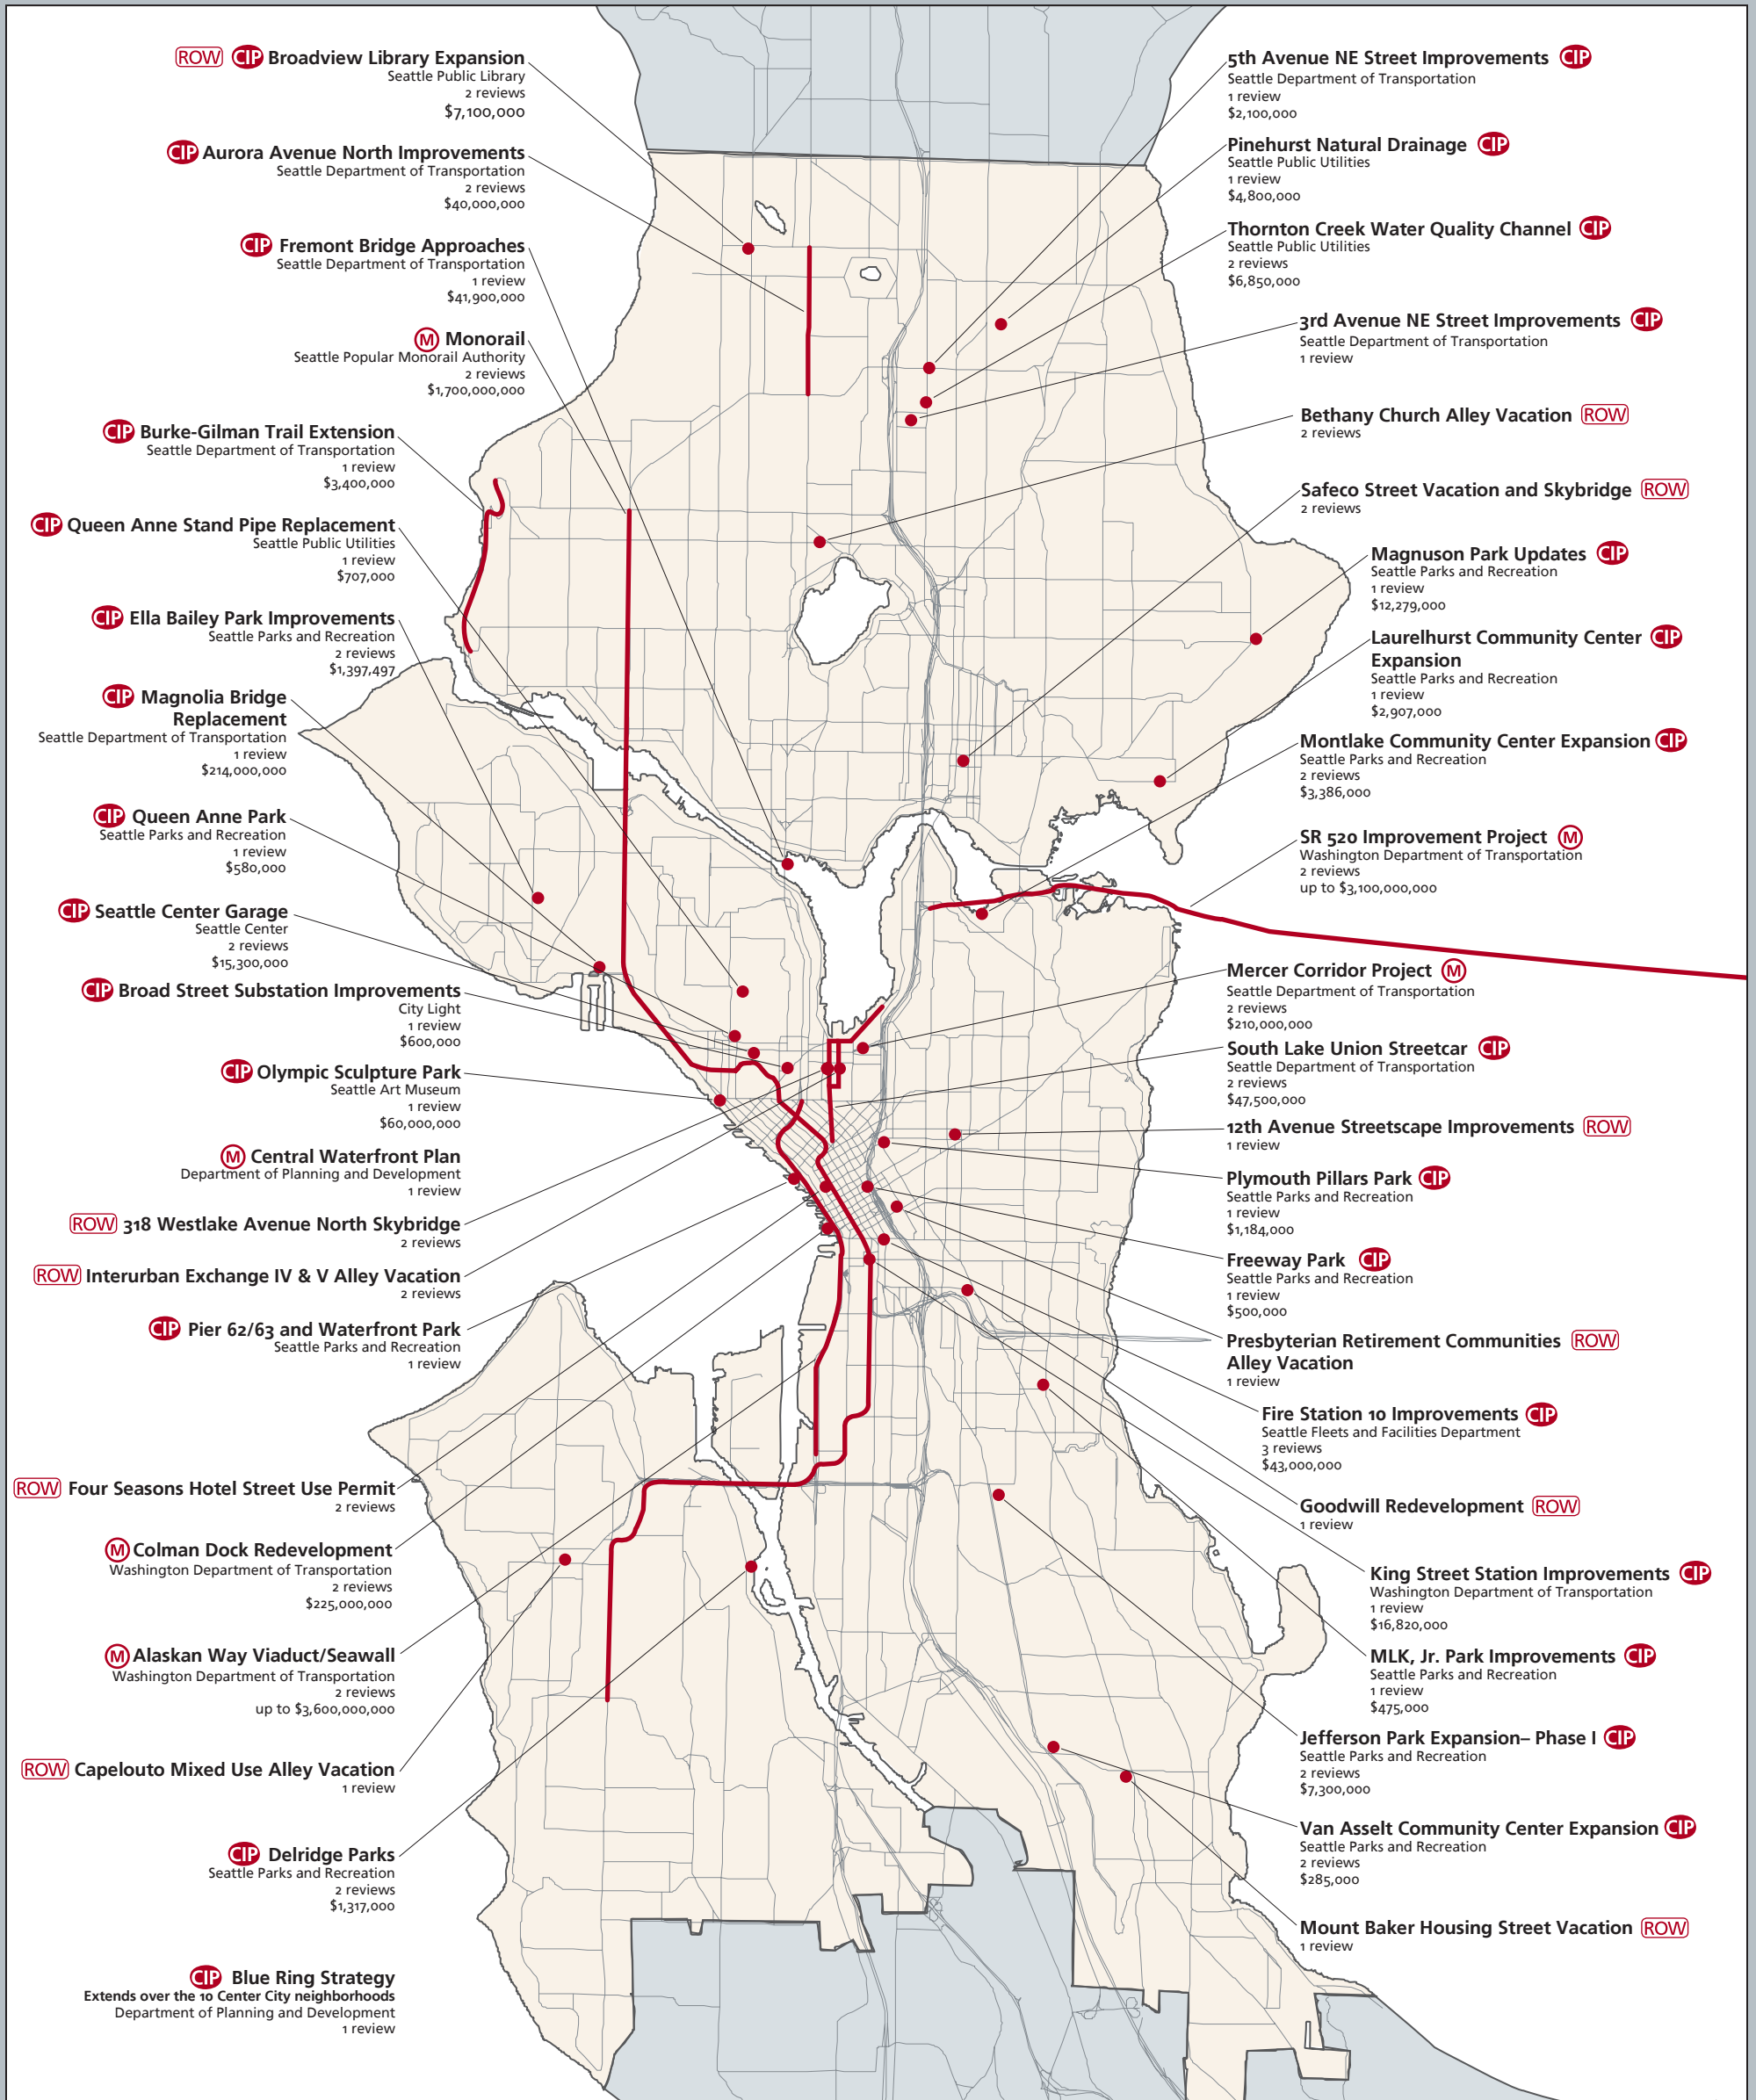 ROW CIP Broadview Library Expansion
Seattle Public Library
2 reviews
$7,100,000
CIP Aurora Avenue North Improvements
Seattle Department of Transportation
2 reviews
$40,000,000
CIP Fremont Bridge Approaches
Seattle Department of Transportation
1 review
$41,900,000
M Monorail
Seattle Popular Monorail Authority
2 reviews
$1,700,000,000
CIP Burke-Gilman Trail Extension
Seattle Department of Transportation
1 review
$3,400,000
CIP Queen Anne Stand Pipe Replacement
Seattle Public Utilities
1 review
$707,000
CIP Ella Bailey Park Improvements
Seattle Parks and Recreation
2 reviews
$1,397,497
CIP Magnolia Bridge
Replacement
Seattle Department of Transportation
1 review
$214,000,000
CIP Queen Anne Park
Seattle Parks and Recreation
1 review
$580,000
CIP Seattle Center Garage
Seattle Center
2 reviews
$15,300,000
CIP Broad Street Substation Improvements
City Light
1 review
$600,000
CIP Olympic Sculpture Park
Seattle Art Museum
1 review
$60,000,000
M Central Waterfront Plan
Department of Planning and Development
1 review
ROW 318 Westlake Avenue North Skybridge
2 reviews
ROW Interurban Exchange IV & V Alley Vacation
2 reviews
CIP Pier 62/63 and Waterfront Park
Seattle Parks and Recreation
1 review
ROW Four Seasons Hotel Street Use Permit
2 reviews
M Colman Dock Redevelopment
Washington Department of Transportation
2 reviews
$225,000,000
M Alaskan Way Viaduct/Seawall
Washington Department of Transportation
2 reviews
up to $3,600,000,000
ROW Capelouto Mixed Use Alley Vacation
1 review
CIP Delridge Parks
Seattle Parks and Recreation
2 reviews
$1,317,000
CIP Blue Ring Strategy
Extends over the 10 Center City neighborhoods
Department of Planning and Development
1 review
5th Avenue NE Street Improvements CIP
Seattle Department of Transportation
1 review
$2,100,000
Pinehurst Natural Drainage CIP
Seattle Public Utilities
1 review
$4,800,000
Thornton Creek Water Quality Channel CIP
Seattle Public Utilities
2 reviews
$6,850,000
3rd Avenue NE Street Improvements CIP
Seattle Department of Transportation
1 review
Bethany Church Alley Vacation ROW
2 reviews
Safeco Street Vacation and Skybridge ROW
2 reviews
Magnuson Park Updates CIP
Seattle Parks and Recreation
1 review
$12,279,000
Laurelhurst Community Center CIP
Expansion
Seattle Parks and Recreation
1 review
$2,907,000
Montlake Community Center Expansion CIP
Seattle Parks and Recreation
2 reviews
$3,386,000
SR 520 Improvement Project M
Washington Department of Transportation
2 reviews
up to $3,100,000,000
Mercer Corridor Project M
Seattle Department of Transportation
2 reviews
$210,000,000
South Lake Union Streetcar CIP
Seattle Department of Transportation
2 reviews
$47,500,000
12th Avenue Streetscape Improvements ROW
1 review
Plymouth Pillars Park CIP
Seattle Parks and Recreation
1 review
$1,184,000
Freeway Park CIP
Seattle Parks and Recreation
1 review
$500,000
Presbyterian Retirement Communities ROW
Alley Vacation
1 review
Fire Station 10 Improvements CIP
Seattle Fleets and Facilities Department
3 reviews
$43,000,000
Goodwill Redevelopment ROW
1 review
King Street Station Improvements CIP
Washington Department of Transportation
1 review
$16,820,000
MLK, Jr. Park Improvements CIP
Seattle Parks and Recreation
1 review
$475,000
Jefferson Park Expansion– Phase I CIP
Seattle Parks and Recreation
2 reviews
$7,300,000
Van Asselt Community Center Expansion CIP
Seattle Parks and Recreation
2 reviews
$285,000
Mount Baker Housing Street Vacation ROW
1 review